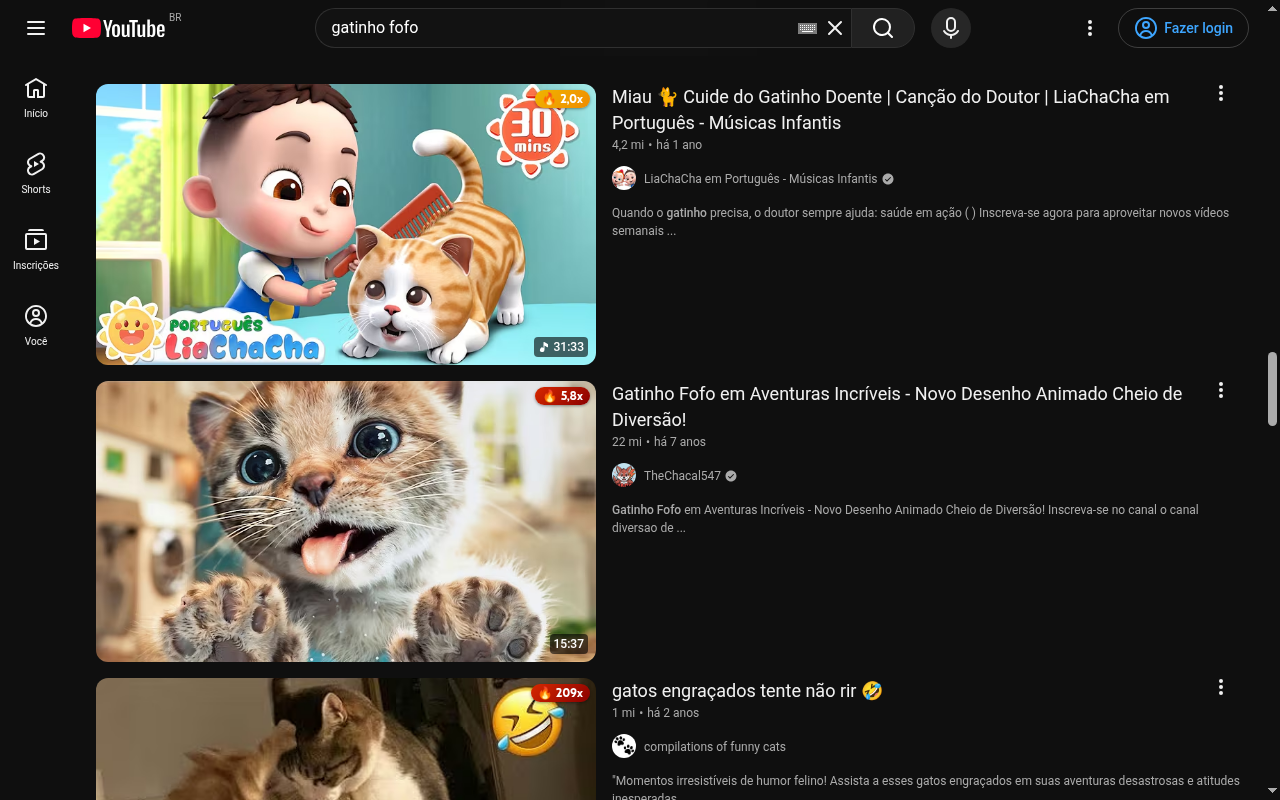 YouTube BR
gatinho fofo
Fazer login
Início
Shorts
Inscrições
Você
2,0x
30
mins
PORTUGUÊS
LiaChaCha
31:33
Miau 🐈 Cuide do Gatinho Doente | Canção do Doutor | LiaChaCha em
Português - Músicas Infantis
4,2 mi • há 1 ano
LiaChaCha em Português - Músicas Infantis
Quando o gatinho precisa, o doutor sempre ajuda: saúde em ação ( ) Inscreva-se agora para aproveitar novos vídeos
semanais ...
5,8x
15:37
Gatinho Fofo em Aventuras Incríveis - Novo Desenho Animado Cheio de
Diversão!
22 mi • há 7 anos
TheChacal547
Gatinho Fofo em Aventuras Incríveis - Novo Desenho Animado Cheio de Diversão! Inscreva-se no canal o canal
diversao de ...
209x
gatos engraçados tente não rir 🤣
1 mi • há 2 anos
compilations of funny cats
"Momentos irresistíveis de humor felino! Assista a esses gatos engraçados em suas aventuras desastrosas e atitudes
inesperadas